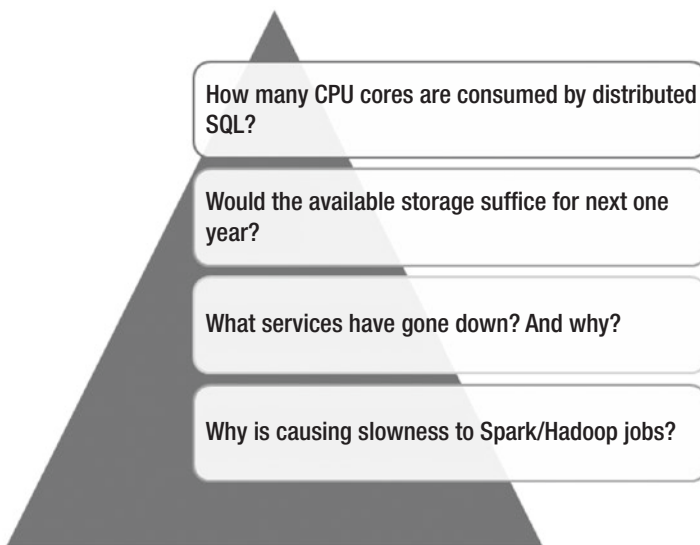 How many CPU cores are consumed by distributed
SQL?
Would the available storage suffice for next one
year?
What services have gone down? And why?
Why is causing slowness to Spark/Hadoop jobs?